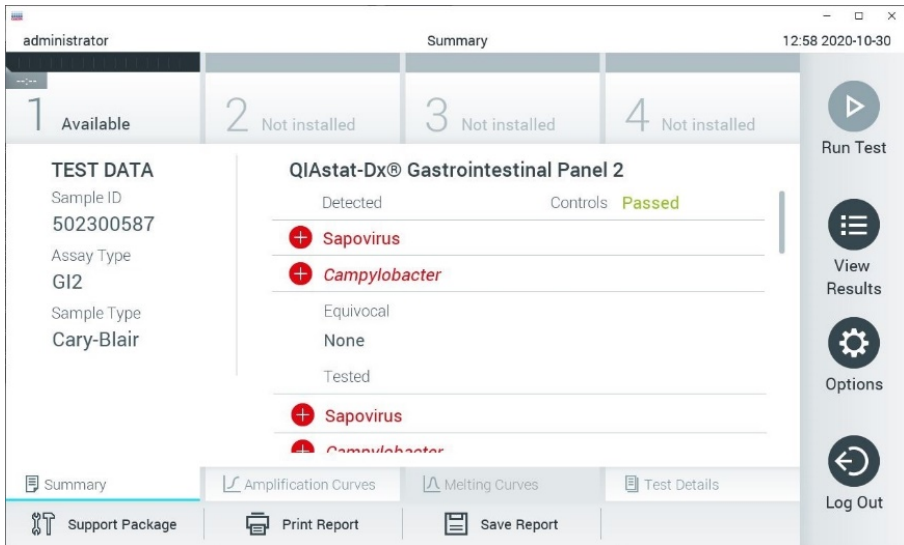 administrator
Summary
12:58 2020-10-30
--:--
1 Available
2 Not installed
3 Not installed
4 Not installed
Run Test
View
Results
Options
Log Out
TEST DATA
Sample ID
502300587
Assay Type
GI2
Sample Type
Cary-Blair
QIAstat-Dx® Gastrointestinal Panel 2
Detected
Controls Passed
Sapovirus
Campylobacter
Equivocal
None
Tested
Sapovirus
Campylobacter
Summary
Amplification Curves
Melting Curves
Test Details
Support Package
Print Report
Save Report